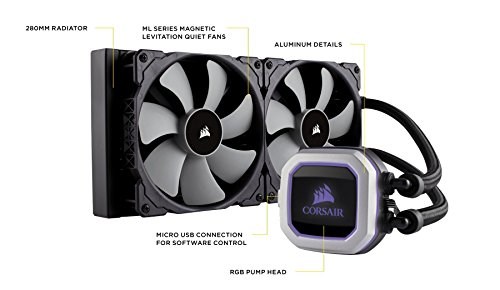 280MM RADIATOR
ML SERIES MAGNETIC
LEVITATION QUIET FANS
ALUMINUM DETAILS
CORSAIR
MICRO USB CONNECTION
FOR SOFTWARE CONTROL
RGB PUMP HEAD